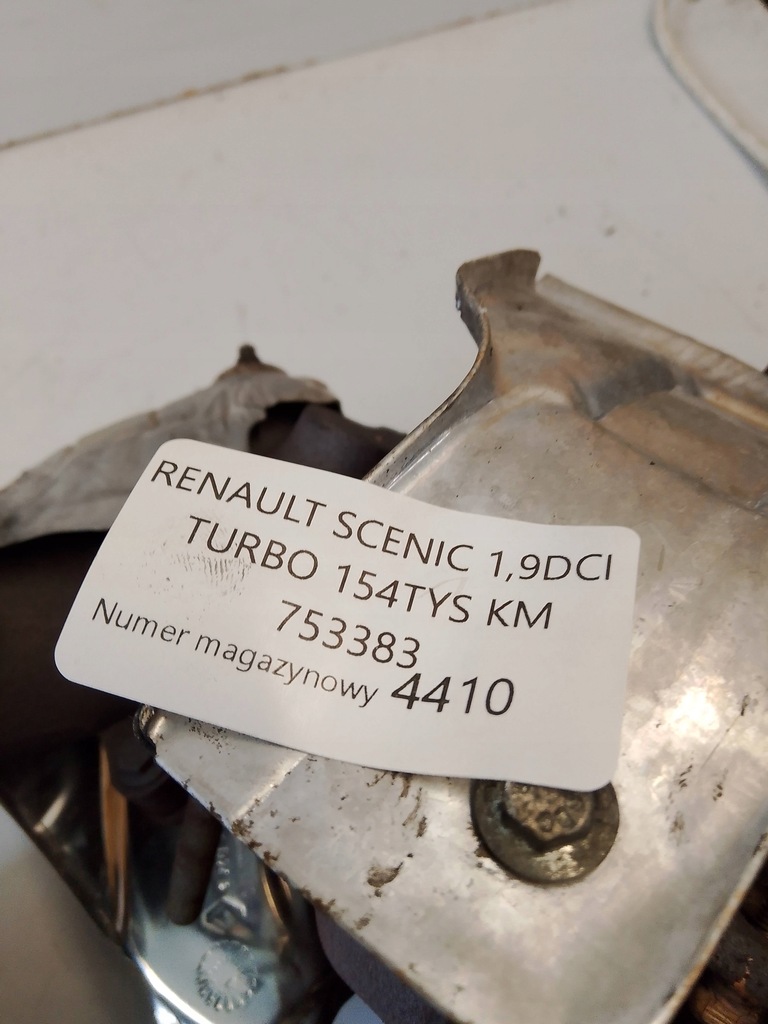 RENAULT SCENIC 1,9DCI
TURBO 154TYS KM
753383
Numer magazynowy 4410